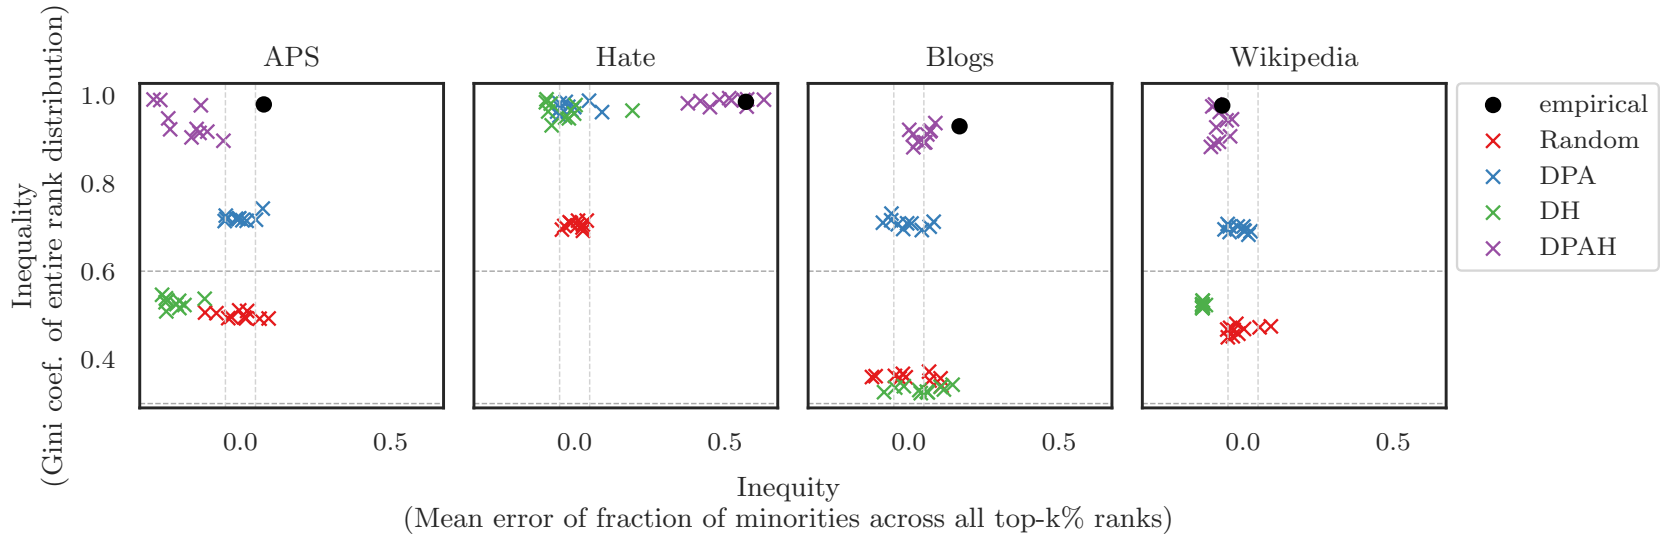 APS
Hate
Blogs
Wikipedia
Inequality
(Gini coef. of entire rank distribution)
1.0
0.8
0.6
0.4
0.0
0.5
0.0
0.5
0.0
0.5
0.0
0.5
Inequity
(Mean error of fraction of minorities across all top-k% ranks)
empirical
Random
DPA
DH
DPAH